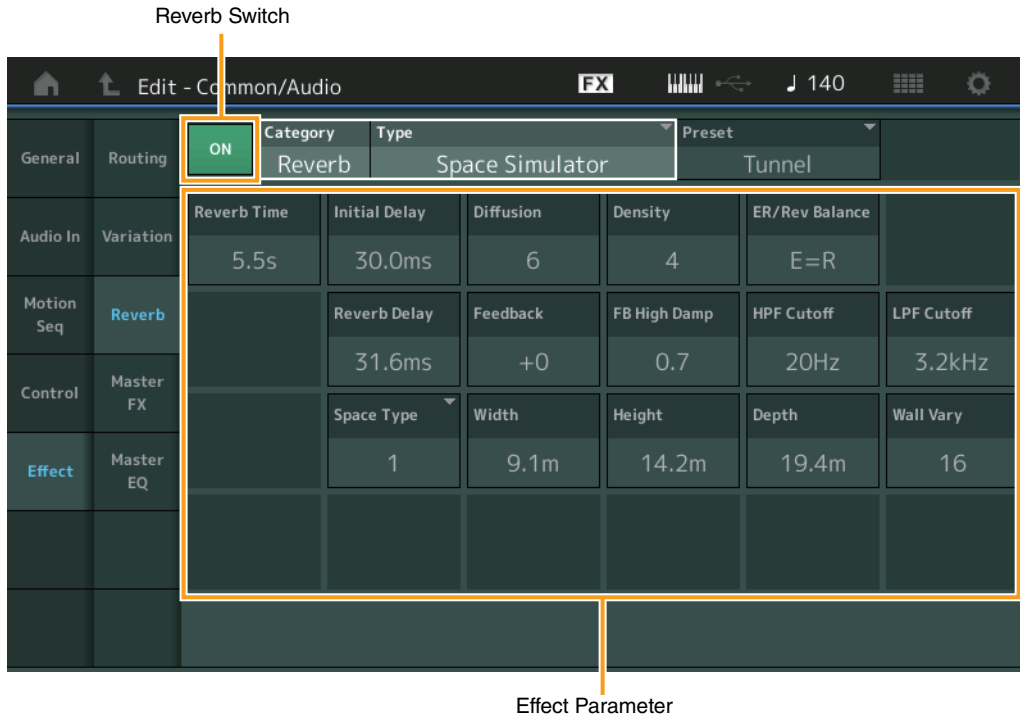 Reverb Switch
Edit - Common/Audio
FX
♩ 140
General
Routing
ON
Category
Reverb
Type
Space Simulator
Preset
Tunnel
Audio In
Variation
Reverb Time
5.5s
Initial Delay
30.0ms
Diffusion
6
Density
4
ER/Rev Balance
E=R
Motion
Seq
Reverb
Reverb Delay
31.6ms
Feedback
+0
FB High Damp
0.7
HPF Cutoff
20Hz
LPF Cutoff
3.2kHz
Control
Master
FX
Space Type
1
Width
9.1m
Height
14.2m
Depth
19.4m
Wall Vary
16
Effect
Master
EQ
Effect Parameter